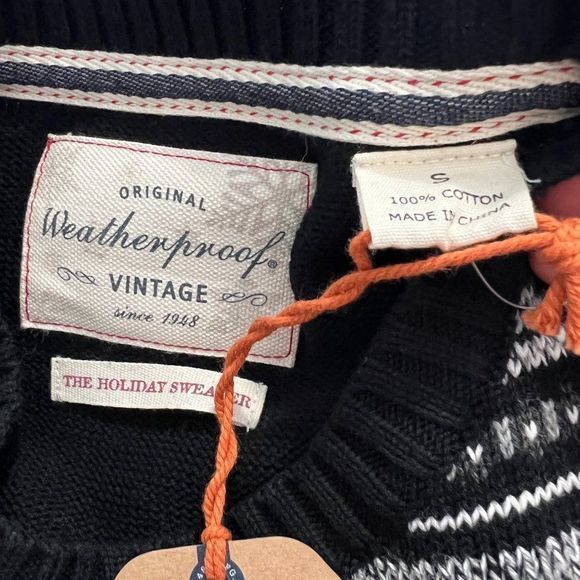 ORIGINAL
Weatherproof®
VINTAGE
since 1948
THE HOLIDAY SWEATER
S
100% COTTON
MADE IN CHINA